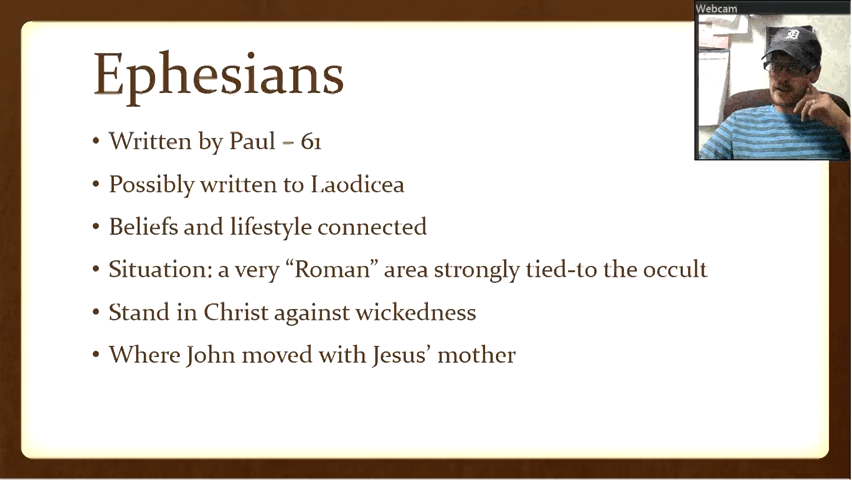 Webcam
Ephesians
• Written by Paul – 61
• Possibly written to Laodicea
• Beliefs and lifestyle connected
• Situation: a very “Roman” area strongly tied-to the occult
• Stand in Christ against wickedness
• Where John moved with Jesus’ mother